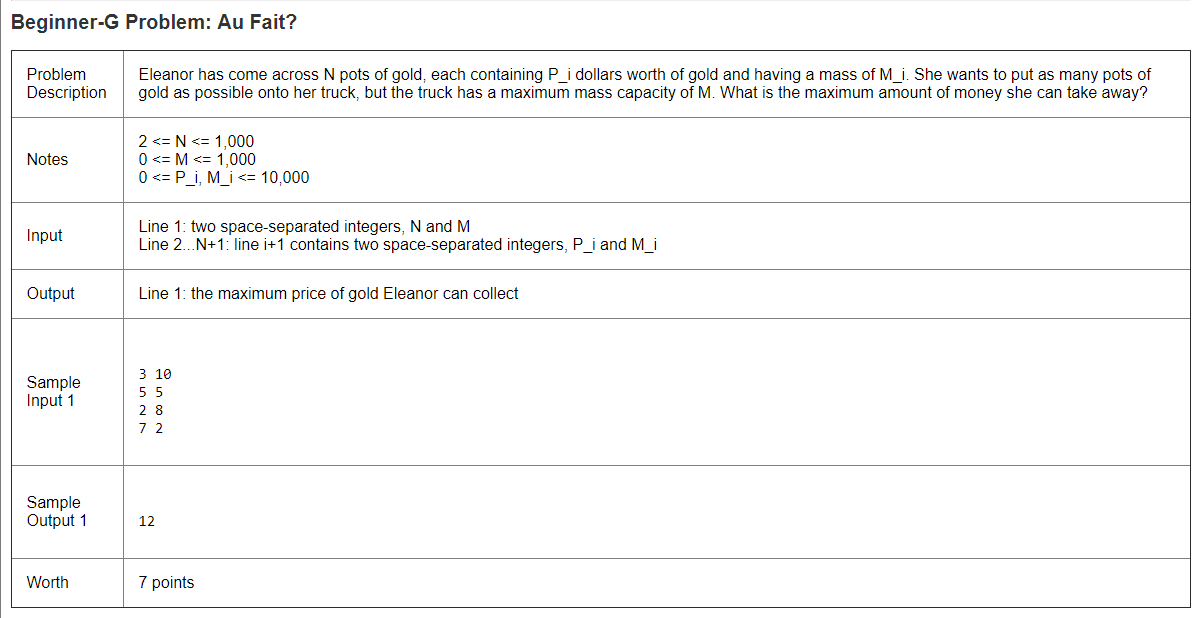 Beginner-G Problem: Au Fait?
Problem
Description
Eleanor has come across N pots of gold, each containing P_i dollars worth of gold and having a mass of M_i. She wants to put as many pots of
gold as possible onto her truck, but the truck has a maximum mass capacity of M. What is the maximum amount of money she can take away?
Notes
2 <= N <= 1,000
0 <= M <= 1,000
0 <= P_i, M_i <= 10,000
Input
Line 1: two space-separated integers, N and M
Line 2...N+1: line i+1 contains two space-separated integers, P_i and M_i
Output
Line 1: the maximum price of gold Eleanor can collect
Sample
Input 1
3 10
5 5
2 8
7 2
Sample
Output 1
12
Worth
7 points